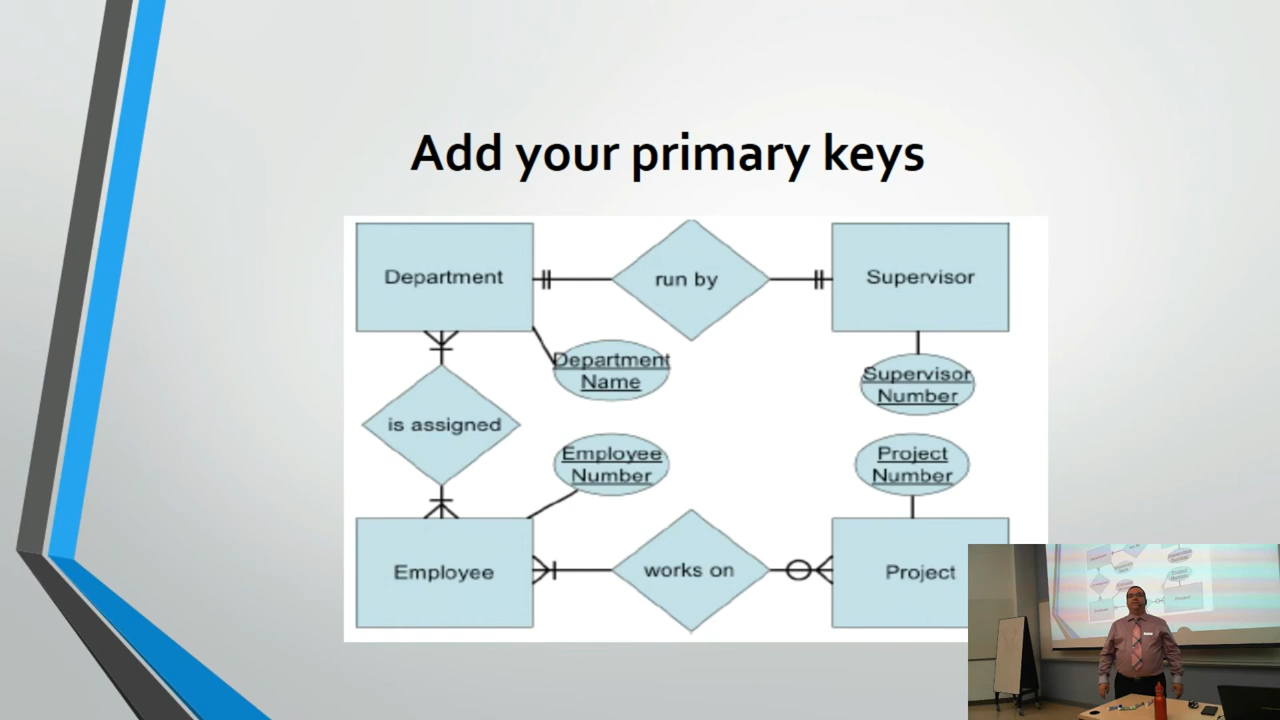 Add your primary keys
Department
run by
Supervisor
Department
Name
Supervisor
Number
is assigned
Employee
Number
Project
Number
Employee
works on
Project